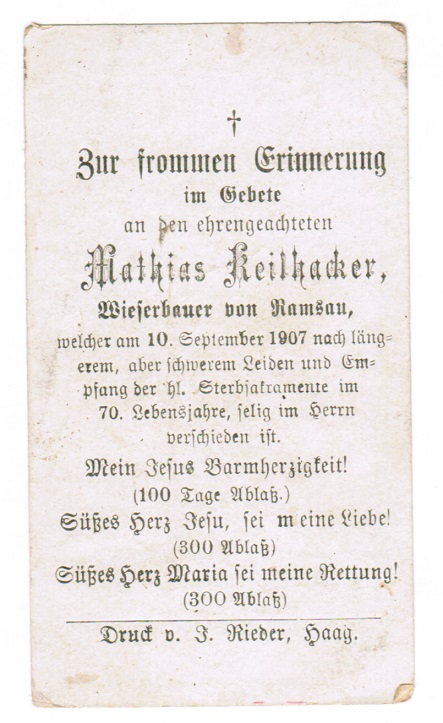 †
Zur frommen Erinnerung
im Gebete
an den ehrengeachteten
Mathias Keilhacker,
Wieserbauer von Ramsau,
welcher am 10. September 1907 nach läng=
erem, aber schwerem Leiden und Em=
pfang der hl. Sterbsakramente im
70. Lebensjahre, selig im Herrn
verschieden ist.
Mein Jesus Barmherzigkeit!
(100 Tage Ablaß.)
Süßes Herz Jesu, sei meine Liebe!
(300 Ablaß)
Süßes Herz Maria sei meine Rettung!
(300 Ablaß)
Druck v. J. Rieder, Haag.